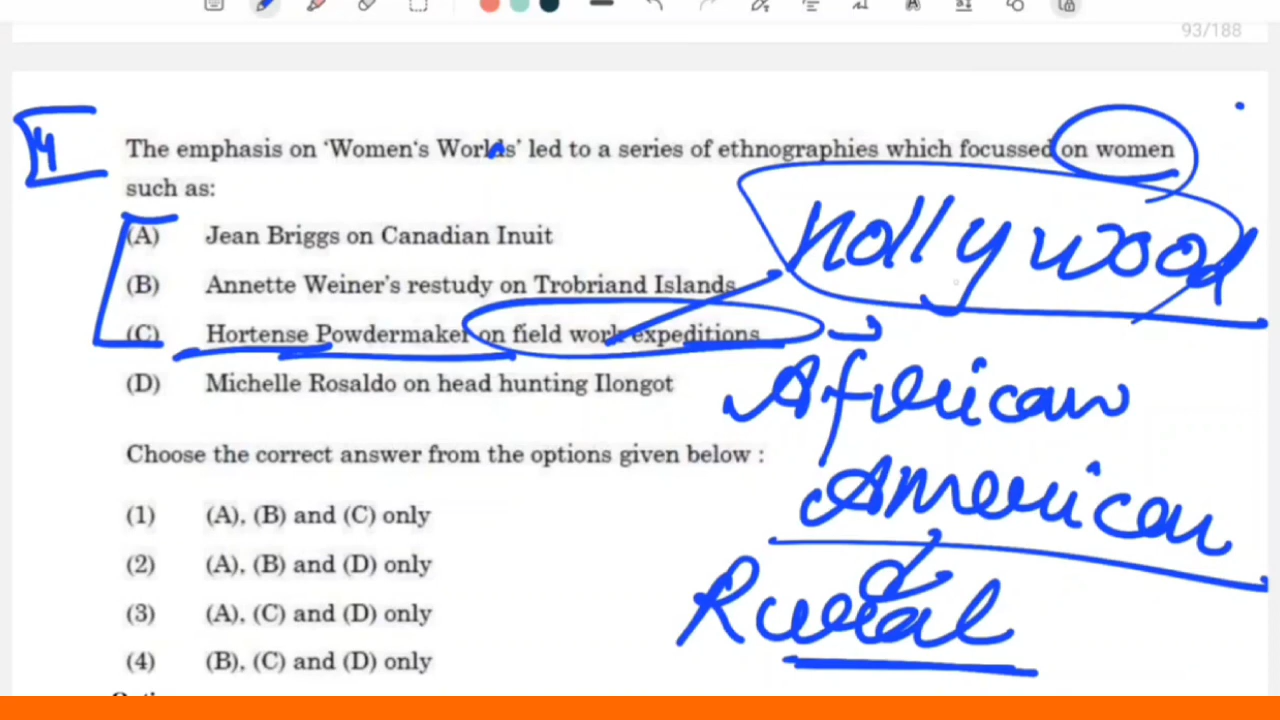 93/188
14
The emphasis on 'Women's Worlds' led to a series of ethnographies which focussed on women
such as:
(A) Jean Briggs on Canadian Inuit
(B) Annette Weiner's restudy on Trobriand Islands
(C) Hortense Powdermaker on field work expeditions
(D) Michelle Rosaldo on head hunting Ilongot
Hollywood
African
American
&
Rural
Choose the correct answer from the options given below :
(1) (A), (B) and (C) only
(2) (A), (B) and (D) only
(3) (A), (C) and (D) only
(4) (B), (C) and (D) only